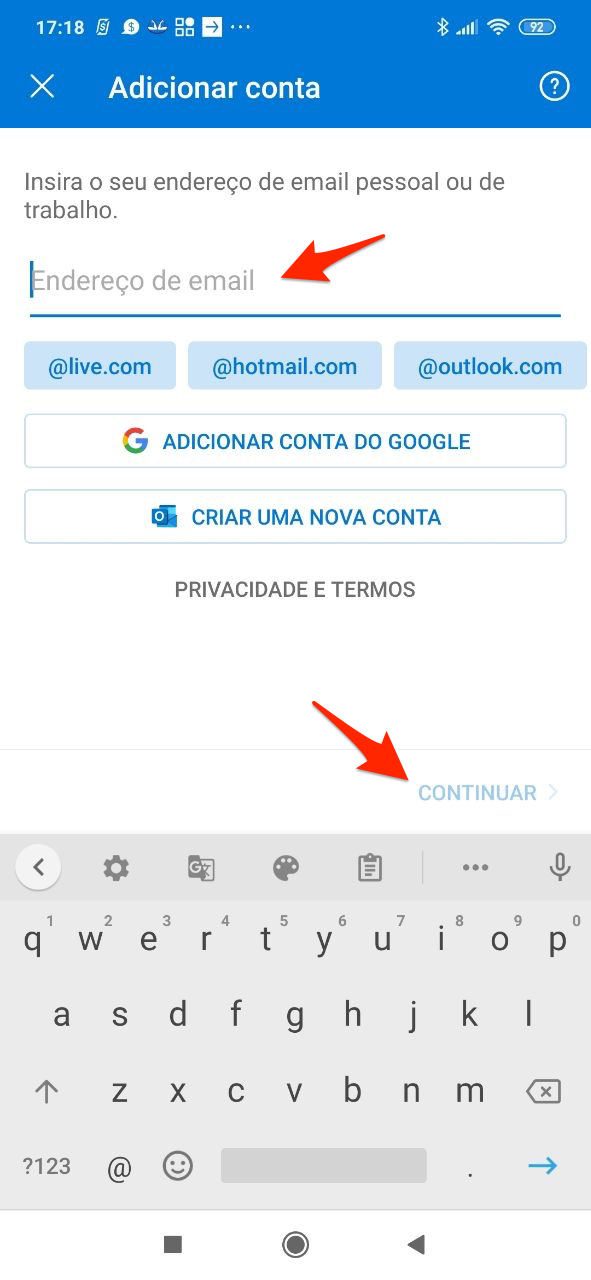 17:18
92
Adicionar conta
Insira o seu endereço de email pessoal ou de
trabalho.
Endereço de email
@live.com @hotmail.com @outlook.com
ADICIONAR CONTA DO GOOGLE
CRIAR UMA NOVA CONTA
PRIVACIDADE E TERMOS
CONTINUAR
1 2 3 4 5 6 7 8 9 0
q w e r t y u i o p
a s d f g h j k l
z x c v b n m
?123 @ .